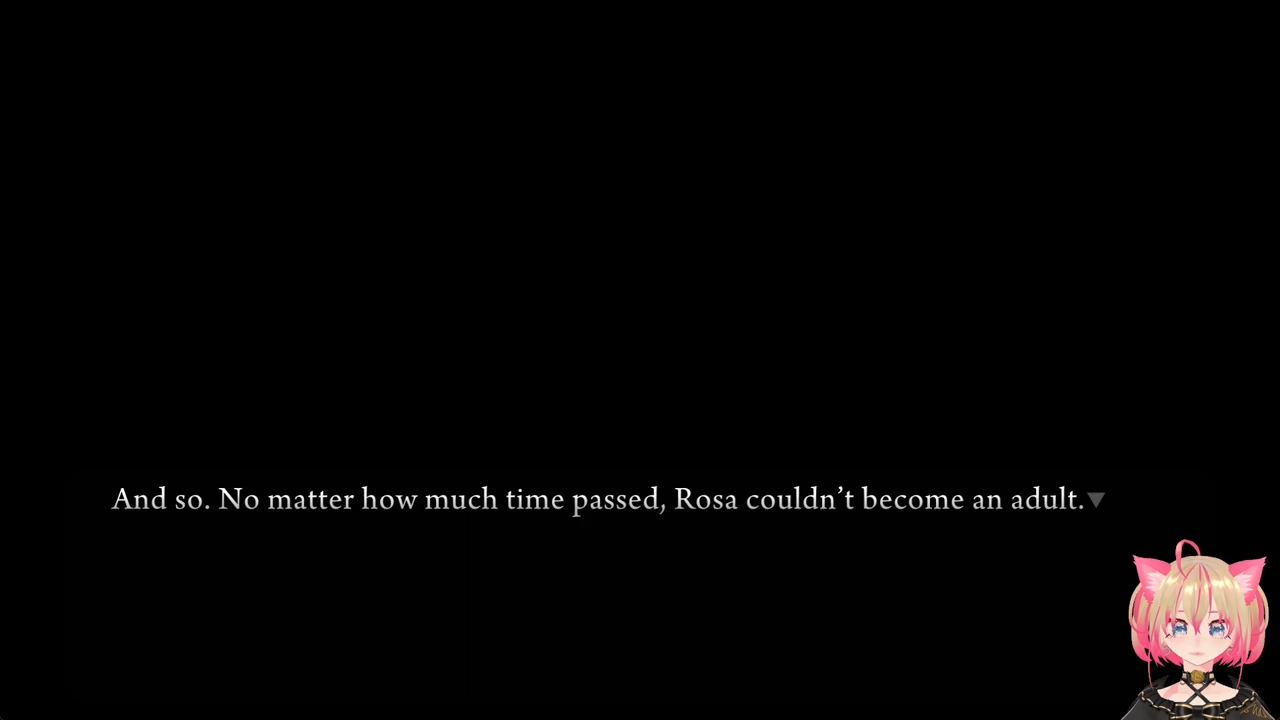 And so. No matter how much time passed, Rosa couldn’t become an adult.